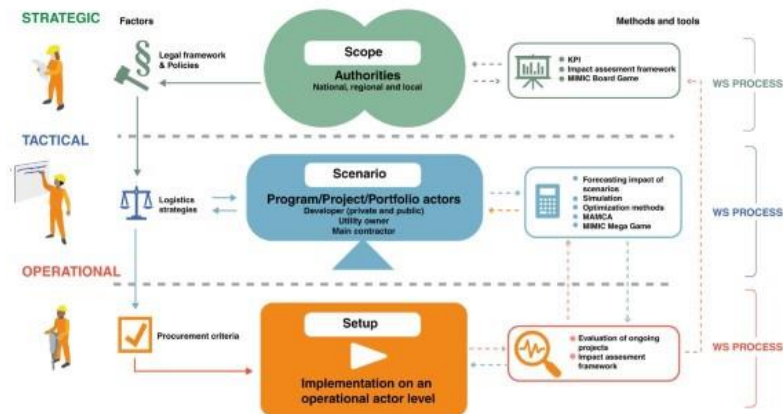 STRATEGIC
Factors
Methods and tools
Legal framework
& Policies
Scope
Authorities
National, regional and local
KPI
Impact assesment framework
MIMIC Board Game
WS PROCESS
TACTICAL
Logistics
strategies
Scenario
Program/Project/Portfolio actors
Developer (private and public)
Utility owner
Main contractor
Forecasting impact of
scenarios
Simulation
Optimization methods
MAMCA
MIMIC Mega Game
WS PROCESS
OPERATIONAL
Procurement criteria
Setup
Implementation on an
operational actor level
Evaluation of ongoing
projects
Impact assesment
framework
WS PROCESS